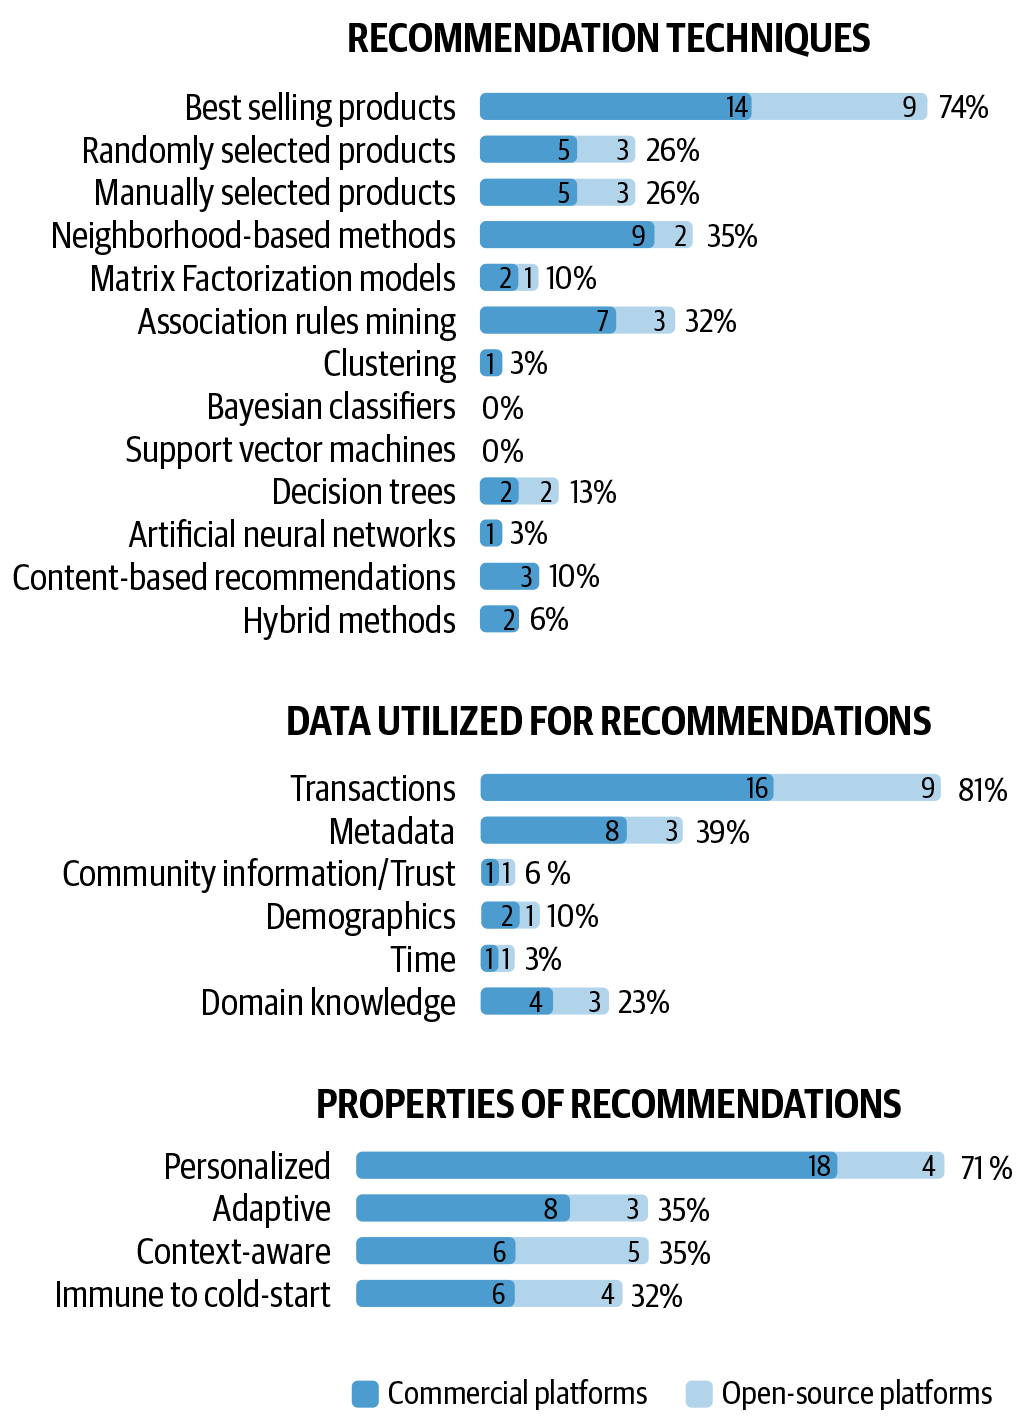 RECOMMENDATION TECHNIQUES
Best selling products 14 9 74%
Randomly selected products 5 3 26%
Manually selected products 5 3 26%
Neighborhood-based methods 9 2 35%
Matrix Factorization models 2 1 10%
Association rules mining 7 3 32%
Clustering 1 3%
Bayesian classifiers 0%
Support vector machines 0%
Decision trees 2 2 13%
Artificial neural networks 1 3%
Content-based recommendations 3 10%
Hybrid methods 2 6%
DATA UTILIZED FOR RECOMMENDATIONS
Transactions 16 9 81%
Metadata 8 3 39%
Community information/Trust 1 1 6 %
Demographics 2 1 10%
Time 1 1 3%
Domain knowledge 4 3 23%
PROPERTIES OF RECOMMENDATIONS
Personalized 18 4 71 %
Adaptive 8 3 35%
Context-aware 6 5 35%
Immune to cold-start 6 4 32%
Commercial platforms Open-source platforms